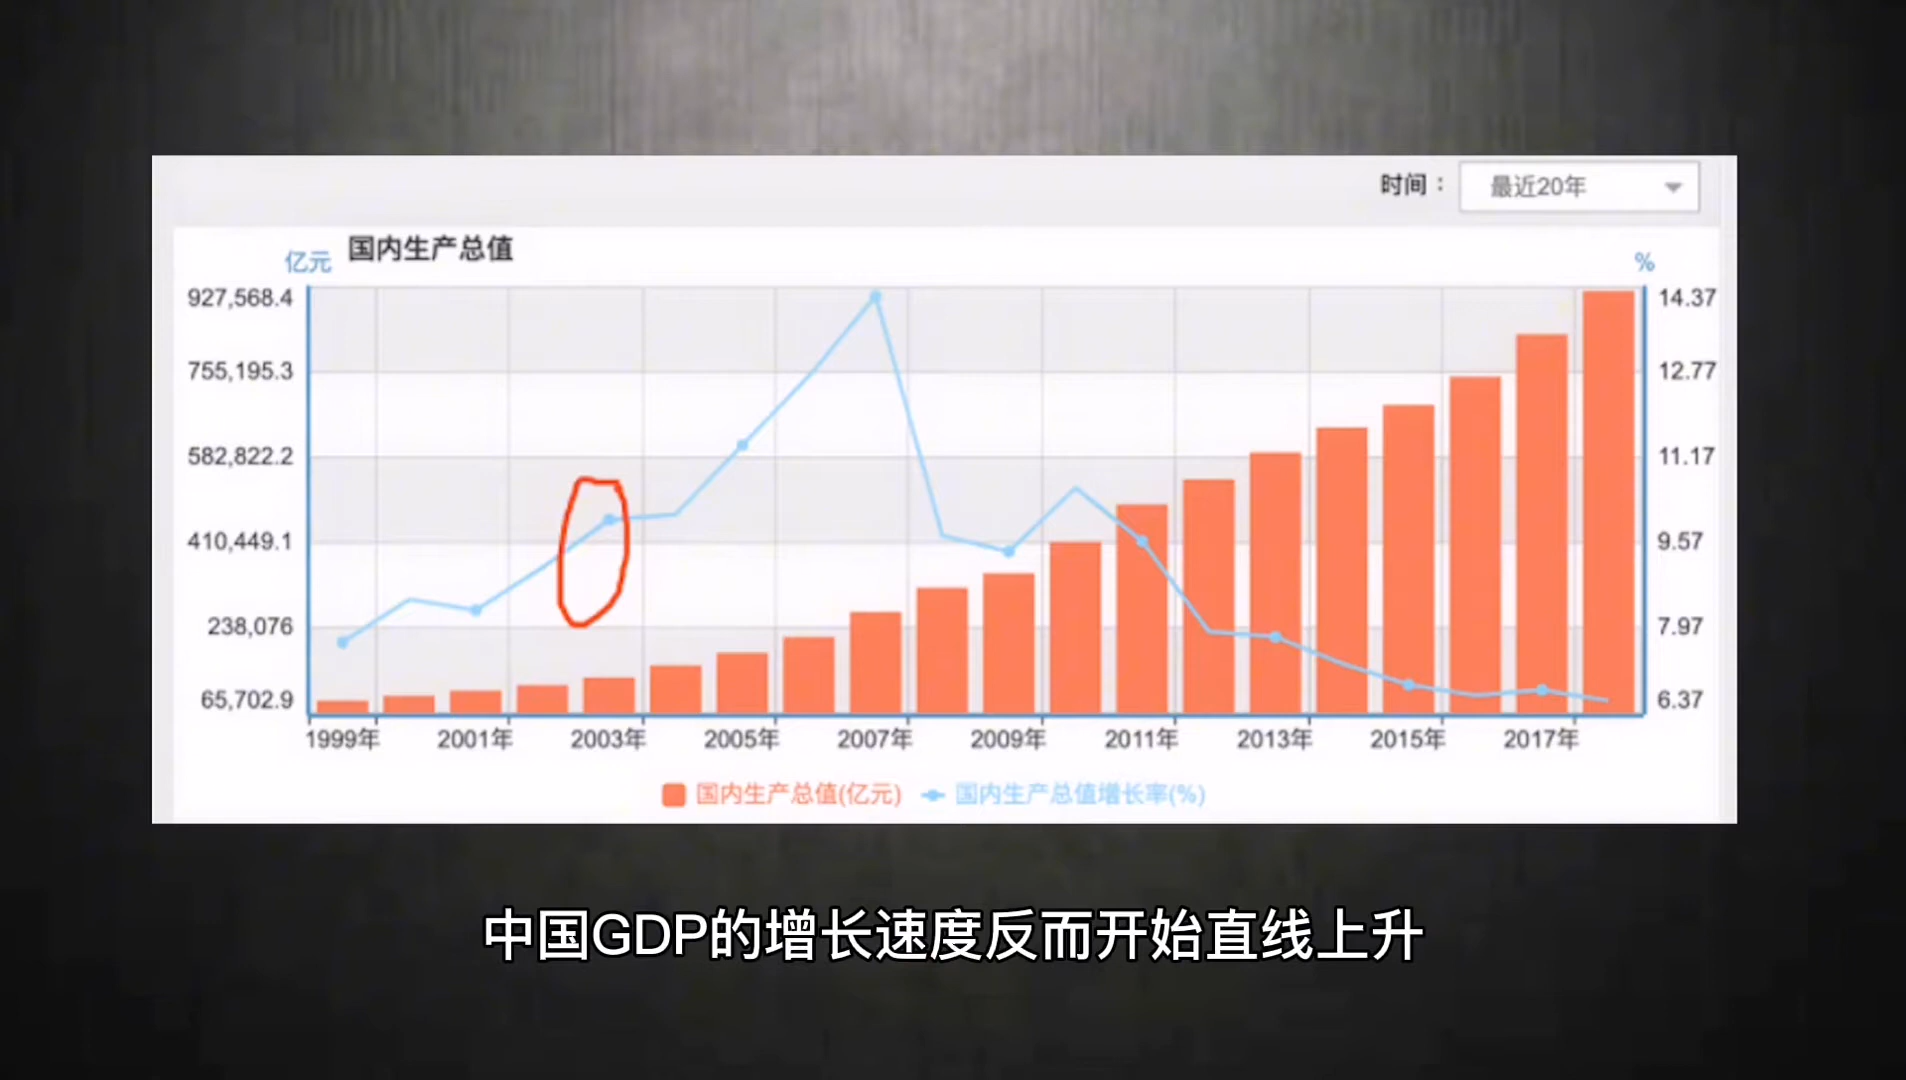 时间：
最近20年
亿元
国内生产总值
%
927,568.4
14.37
755,195.3
12.77
582,822.2
11.17
410,449.1
9.57
238,076
7.97
65,702.9
6.37
1999年 2001年 2003年 2005年 2007年 2009年 2011年 2013年 2015年 2017年
国内生产总值(亿元) 国内生产总值增长率(%)
中国GDP的增长速度反而开始直线上升